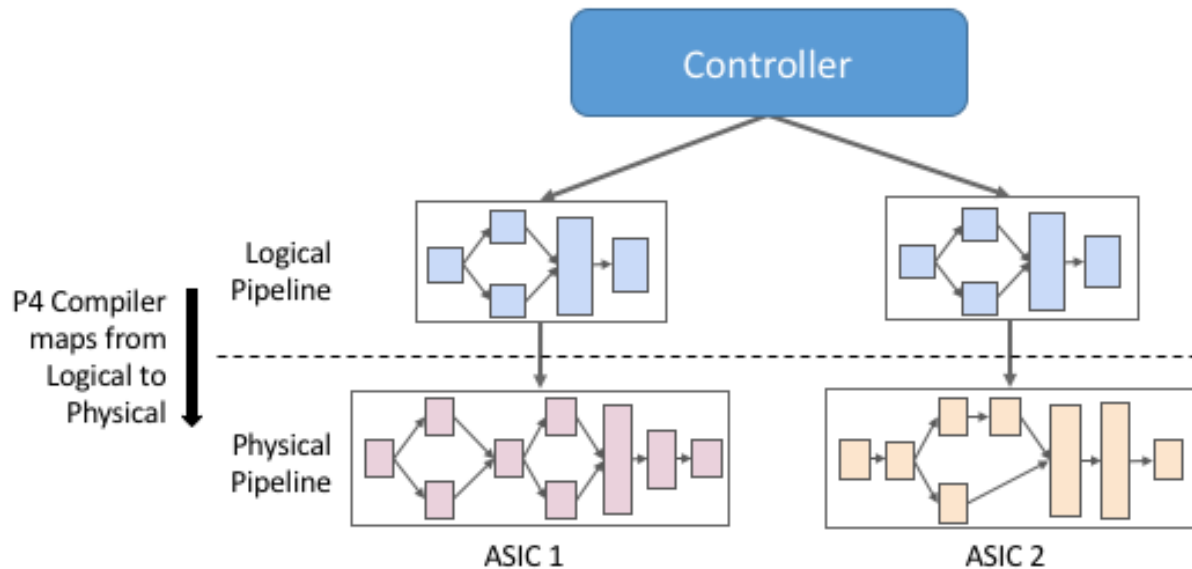 Controller
Logical
Pipeline
P4 Compiler
maps from
Logical to
Physical
Physical
Pipeline
ASIC 1
ASIC 2